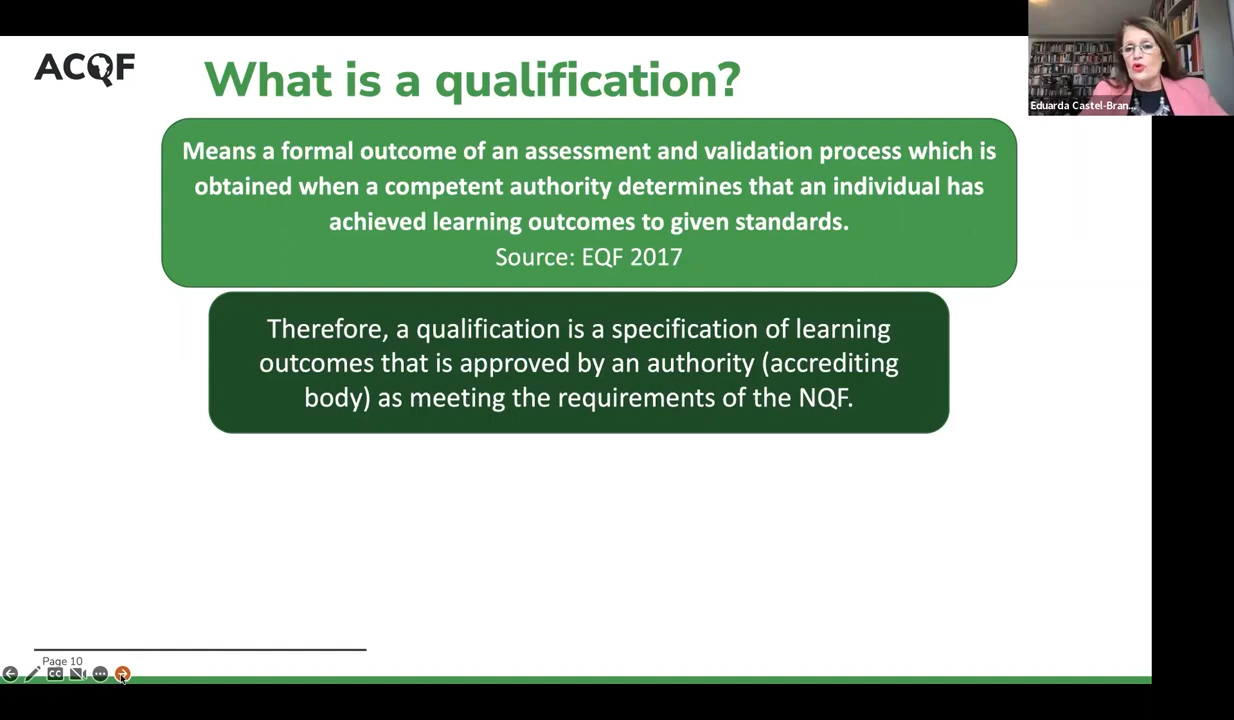 ACQF
What is a qualification?
Eduarda Castel-Bran...
Means a formal outcome of an assessment and validation process which is
obtained when a competent authority determines that an individual has
achieved learning outcomes to given standards.
Source: EQF 2017
Therefore, a qualification is a specification of learning
outcomes that is approved by an authority (accrediting
body) as meeting the requirements of the NQF.
Page 10
CC